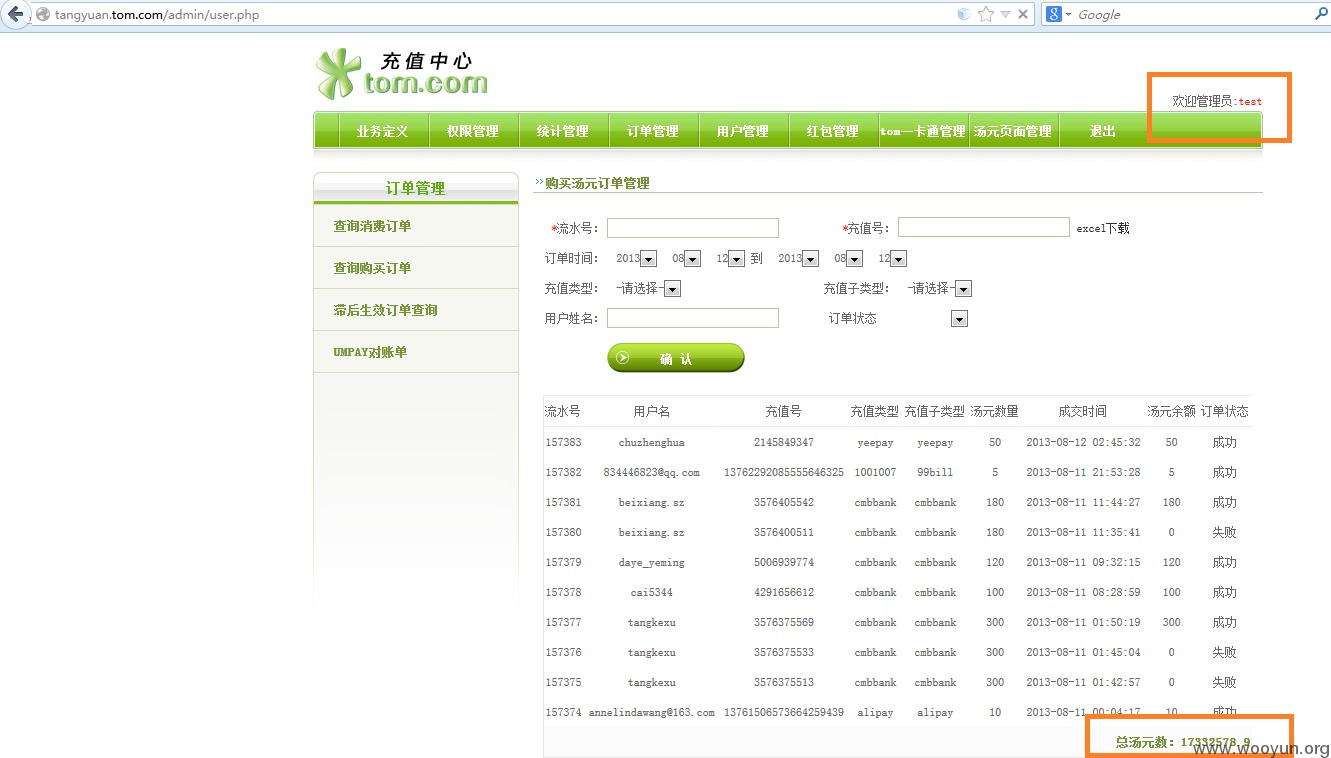 tangyuan.tom.com/admin/user.php Google
充值中心
tom.com
欢迎管理员:test
业务定义 权限管理 统计管理 订单管理 用户管理 红包管理 tom一卡通管理 汤元页面管理 退出
订单管理
查询消费订单
查询购买订单
滞后生效订单查询
UMPAY对账单
购买汤元订单管理
*流水号: *充值号: excel下载
订单时间: 2013 08 12 到 2013 08 12
充值类型: -请选择- 充值子类型: -请选择-
用户姓名: 订单状态
确 认
流水号 用户名 充值号 充值类型 充值子类型 汤元数量 成交时间 汤元余额 订单状态
157383 chuzhenghua 2145849347 yeepay yeepay 50 2013-08-12 02:45:32 50 成功
157382 834446823@qq.com 13762292085555646325 1001007 99bill 5 2013-08-11 21:53:28 5 成功
157381 beixiang.sz 3576405542 cmbbank cmbbank 180 2013-08-11 11:44:27 180 成功
157380 beixiang.sz 3576400511 cmbbank cmbbank 180 2013-08-11 11:35:41 0 失败
157379 daye_yeming 5006939774 cmbbank cmbbank 120 2013-08-11 09:32:15 120 成功
157378 cai5344 4291656612 cmbbank cmbbank 100 2013-08-11 08:28:59 100 成功
157377 tangkexu 3576375569 cmbbank cmbbank 300 2013-08-11 01:50:19 300 成功
157376 tangkexu 3576375533 cmbbank cmbbank 300 2013-08-11 01:45:04 0 失败
157375 tangkexu 3576375513 cmbbank cmbbank 300 2013-08-11 01:42:57 0 失败
157374 annelindawang@163.com 13761506573664259439 alipay alipay 10 2013-08-11 00:04:17 10 成功
总汤元数: 17332578.9
www.wooyun.org